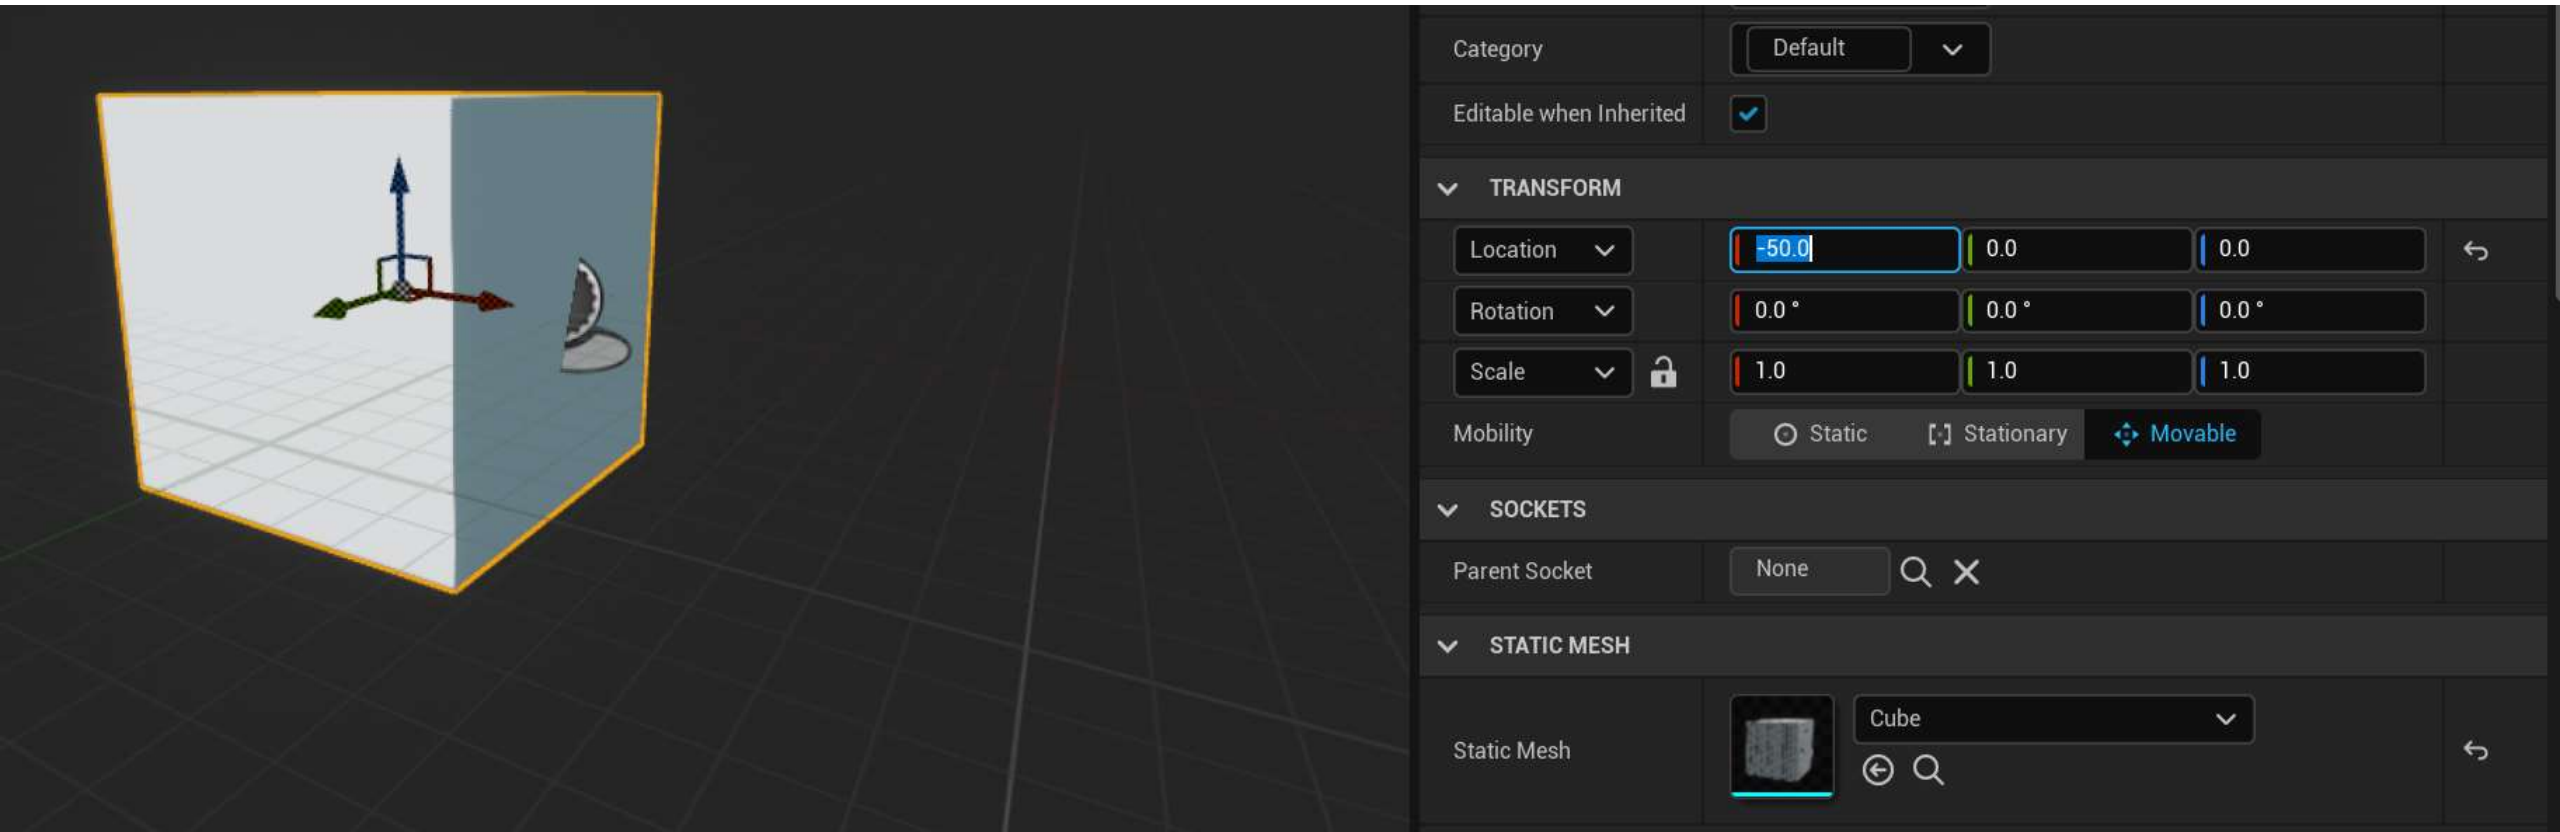 Category Default
Editable when Inherited
TRANSFORM
Location -50.0 0.0 0.0
Rotation 0.0 ° 0.0 ° 0.0 °
Scale 1.0 1.0 1.0
Mobility Static Stationary Movable
SOCKETS
Parent Socket None
STATIC MESH
Cube
Static Mesh